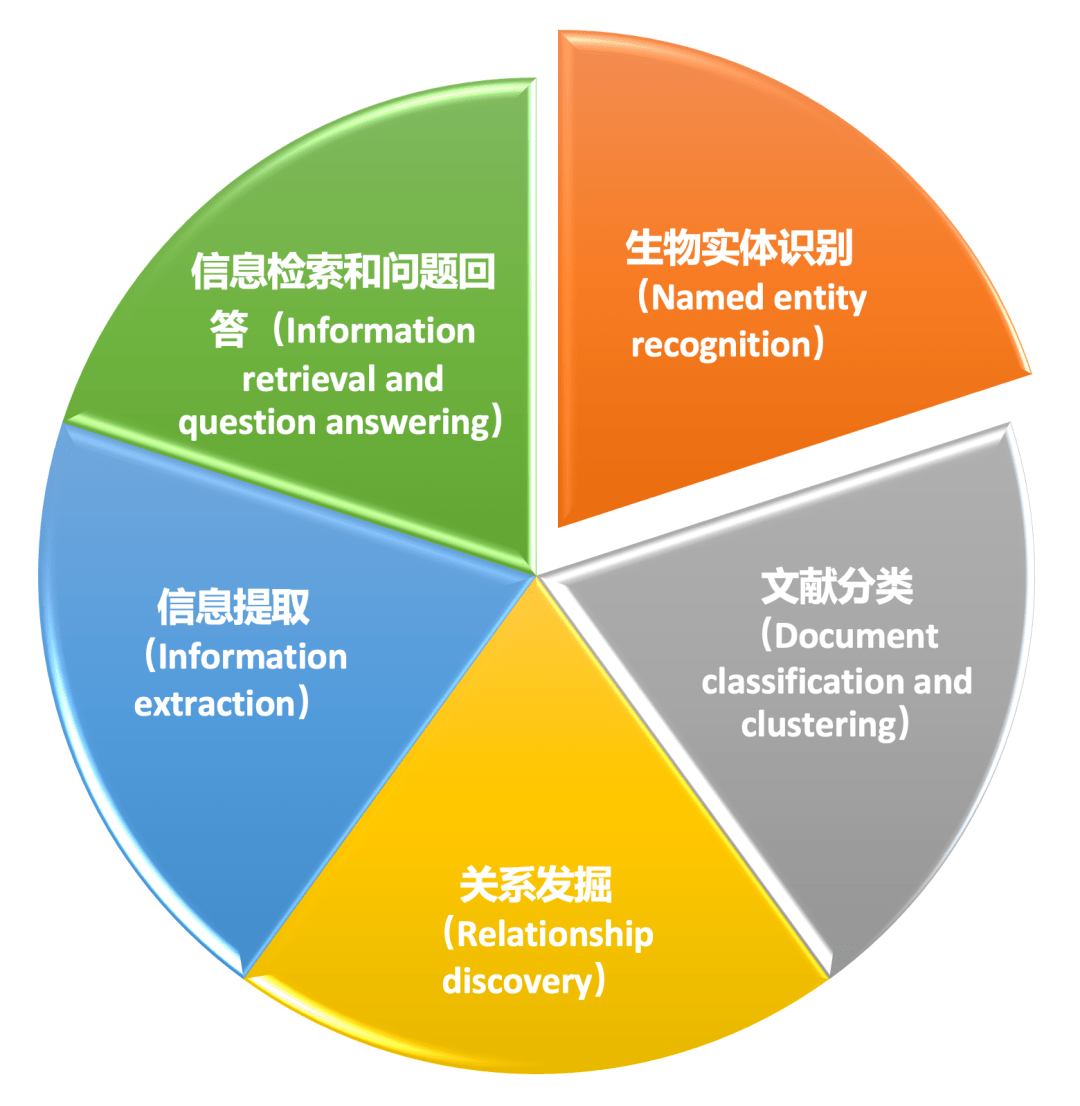 生物实体识别
（Named entity
recognition）
文献分类
（Document
classification and
clustering）
关系发掘
（Relationship
discovery）
信息提取
（Information
extraction）
信息检索和问题回
答（Information
retrieval and
question answering）